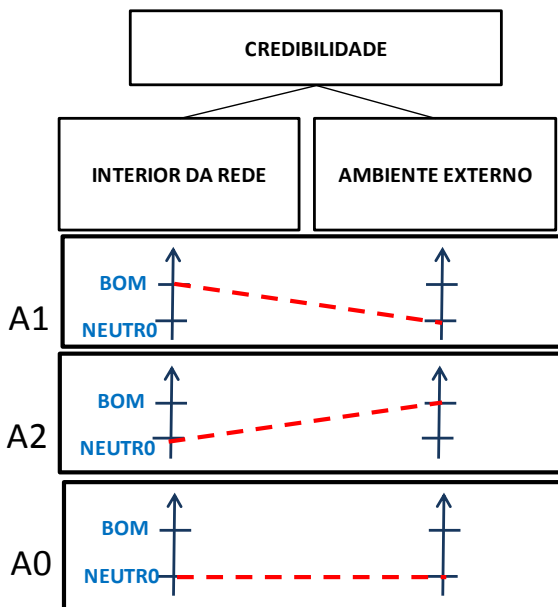 CREDIBILIDADE
INTERIOR DA REDE
AMBIENTE EXTERNO
A1
BOM
NEUTR0
A2
BOM
NEUTR0
A0
BOM
NEUTR0